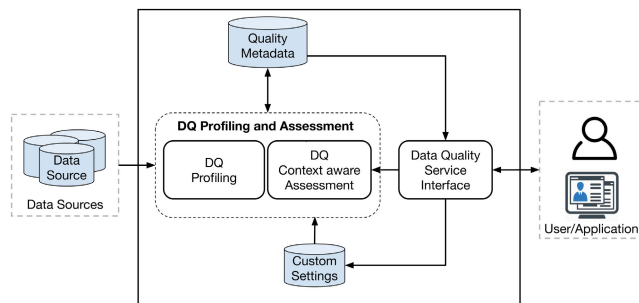 Quality
Metadata
DQ Profiling and Assessment
DQ
Profiling
DQ
Context aware
Assessment
Data Quality
Service
Interface
Data
Source
Data Sources
Custom
Settings
User/Application